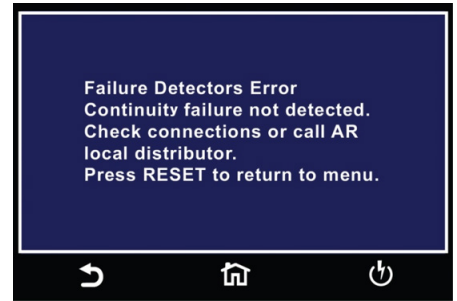 Failure Detectors Error
Continuity failure not detected.
Check connections or call AR
local distributor.
Press RESET to return to menu.